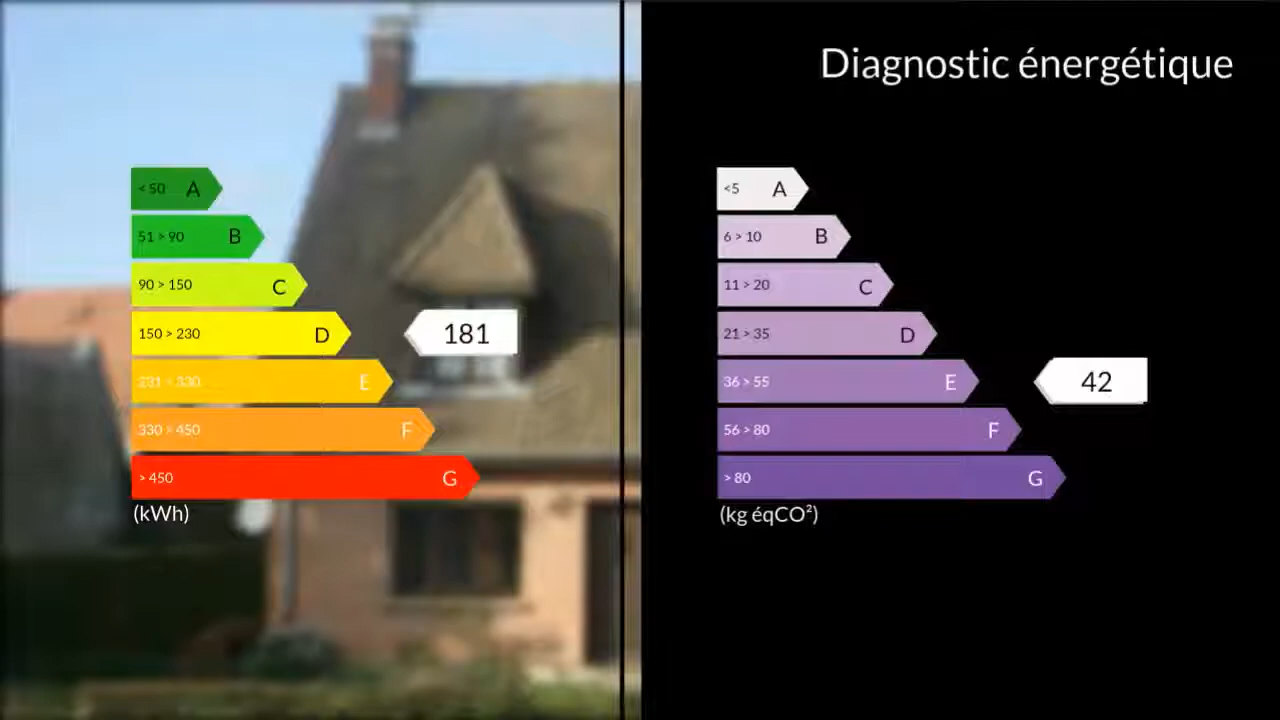 Diagnostic énergétique
< 50 A
51 > 90 B
90 > 150 C
150 > 230 D
181
231 > 330 E
330 > 450 F
> 450 G
(kWh)
<5 A
6 > 10 B
11 > 20 C
21 > 35 D
36 > 55 E
42
56 > 80 F
> 80 G
(kg éqCO²)